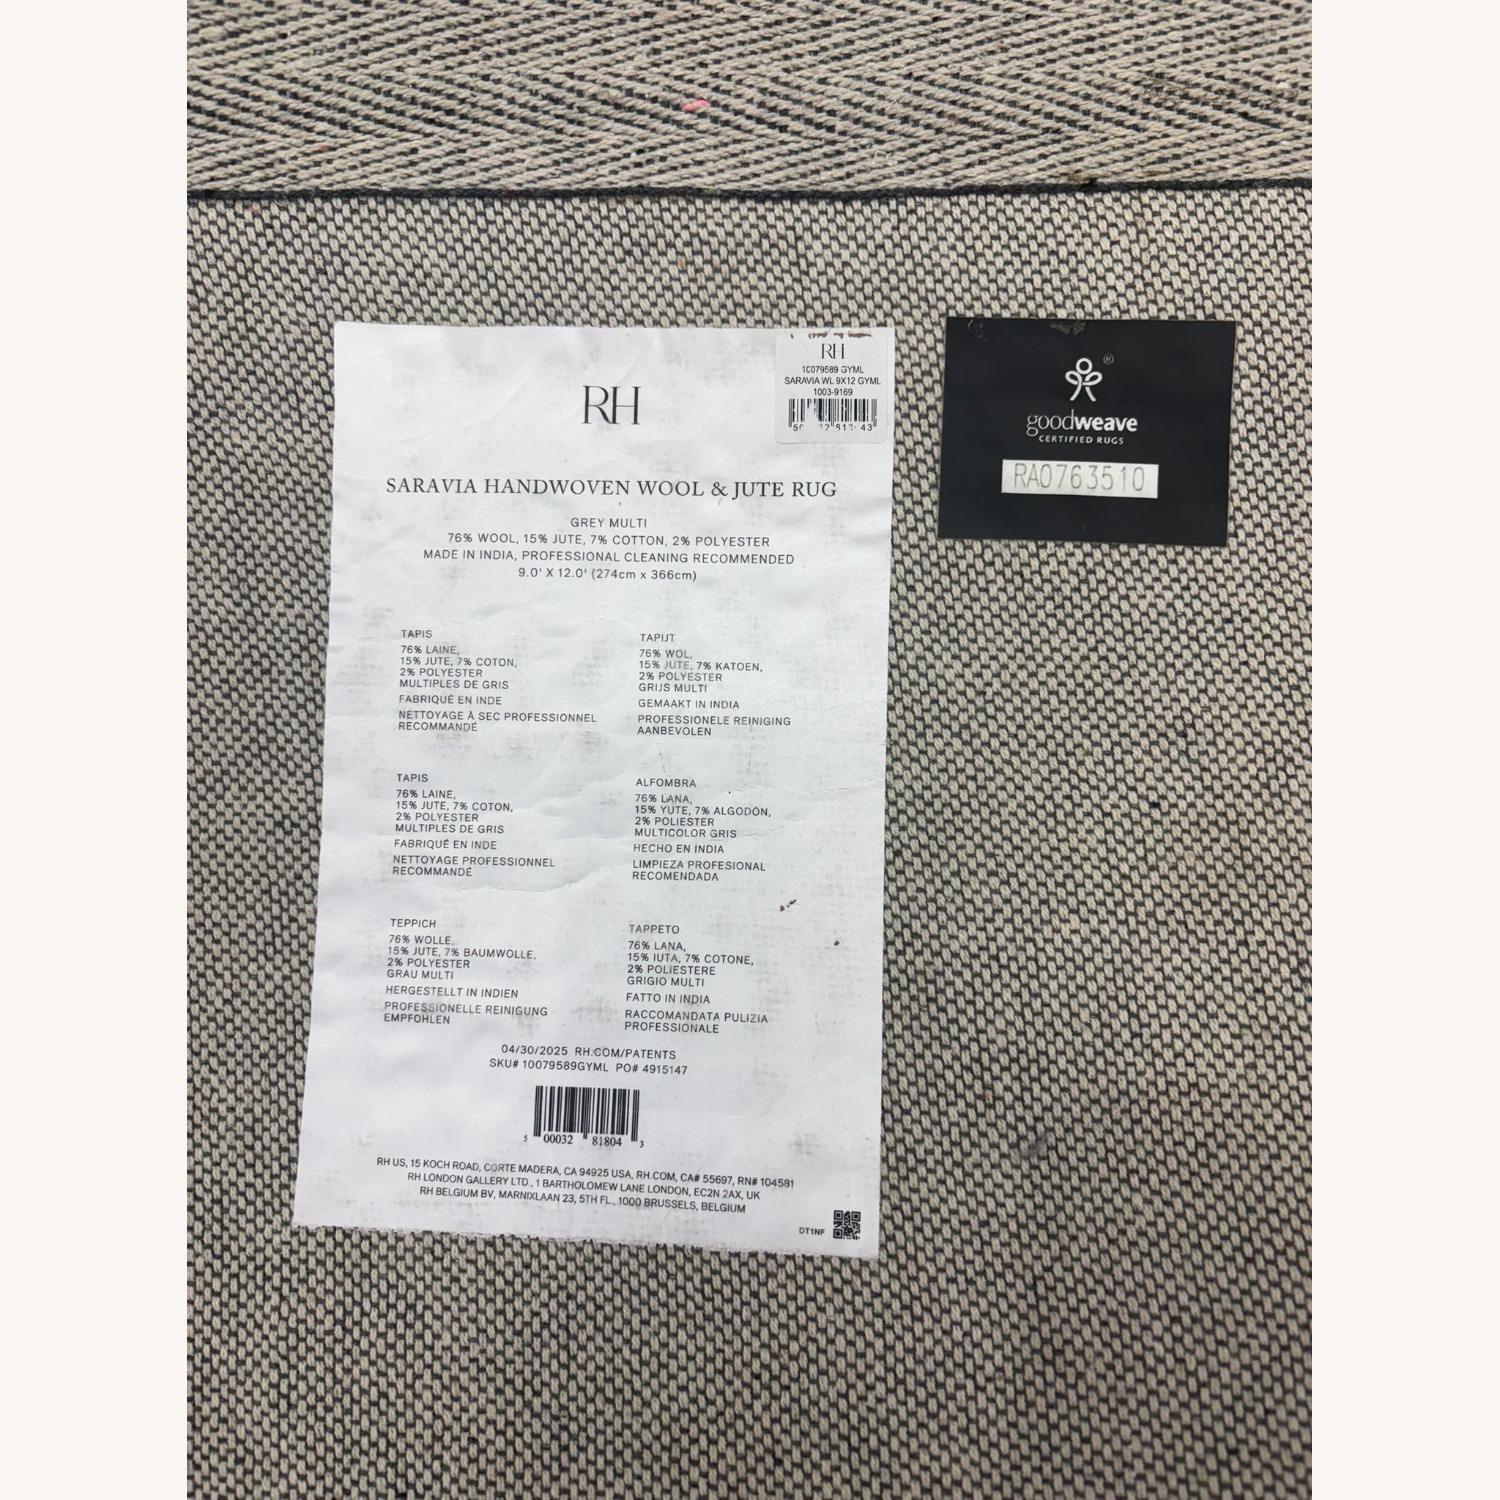 RH
SARAVIA HANDWOVEN WOOL & JUTE RUG
GREY MULTI
76% WOOL, 15% JUTE, 7% COTTON, 2% POLYESTER
MADE IN INDIA, PROFESSIONAL CLEANING RECOMMENDED
9.0' X 12.0' (274cm x 366cm)
TAPIS
76% LAINE,
15% JUTE, 7% COTON,
2% POLYESTER
MULTIPLES DE GRIS
FABRIQUÉ EN INDE
NETTOYAGE À SEC PROFESSIONNEL
RECOMMANDÉ
TAPIJT
76% WOL,
15% JUTE, 7% KATOEN,
2% POLYESTER
GRIJS MULTI
GEMAAKT IN INDIA
PROFESSIONELE REINIGING
AANBEVOLEN
TAPIS
76% LAINE,
15% JUTE, 7% COTON,
2% POLYESTER
MULTIPLES DE GRIS
FABRIQUÉ EN INDE
NETTOYAGE PROFESSIONNEL
RECOMMANDÉ
ALFOMBRA
76% LANA,
15% YUTE, 7% ALGODÓN,
2% POLIESTER
MULTICOLOR GRIS
HECHO EN INDIA
LIMPIEZA PROFESIONAL
RECOMENDADA
TEPPICH
76% WOLLE,
15% JUTE, 7% BAUMWOLLE,
2% POLYESTER
GRAU MULTI
HERGESTELLT IN INDIEN
PROFESSIONELLE REINIGUNG
EMPFOHLEN
TAPPETO
76% LANA,
15% IUTA, 7% COTONE,
2% POLIESTERE
GRIGIO MULTI
FATTO IN INDIA
RACCOMANDATA PULIZIA
PROFESSIONALE
04/30/2025 RH.COM/PATENTS
SKU# 10079589GYML PO# 4915147
5 00032 81804 3
RH US, 15 KOCH ROAD, CORTE MADERA, CA 94925 USA, RH.COM, CA# 55697, RN# 104581
RH LONDON GALLERY LTD., 1 BARTHOLOMEW LANE LONDON, EC2N 2AX, UK
RH BELGIUM BV, MARNIXLAAN 23, 5TH FL., 1000 BRUSSELS, BELGIUM
DT1NF
RH
10079589 GYML
SARAVIA WL 9X12 GYML
1003-9169
goodweave
CERTIFIED RUGS
RA0763510